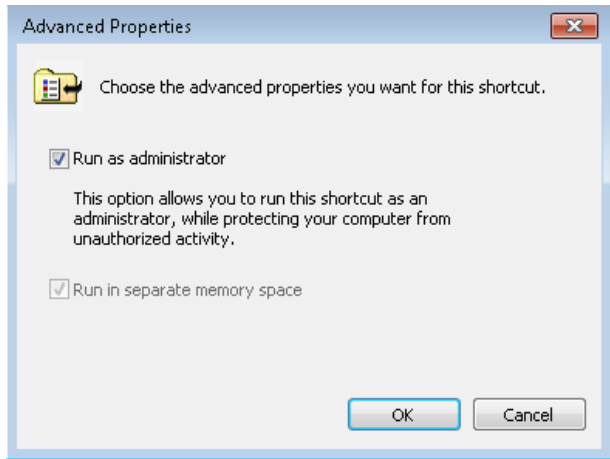 Advanced Properties
Choose the advanced properties you want for this shortcut.
Run as administrator
This option allows you to run this shortcut as an
administrator, while protecting your computer from
unauthorized activity.
Run in separate memory space
OK
Cancel